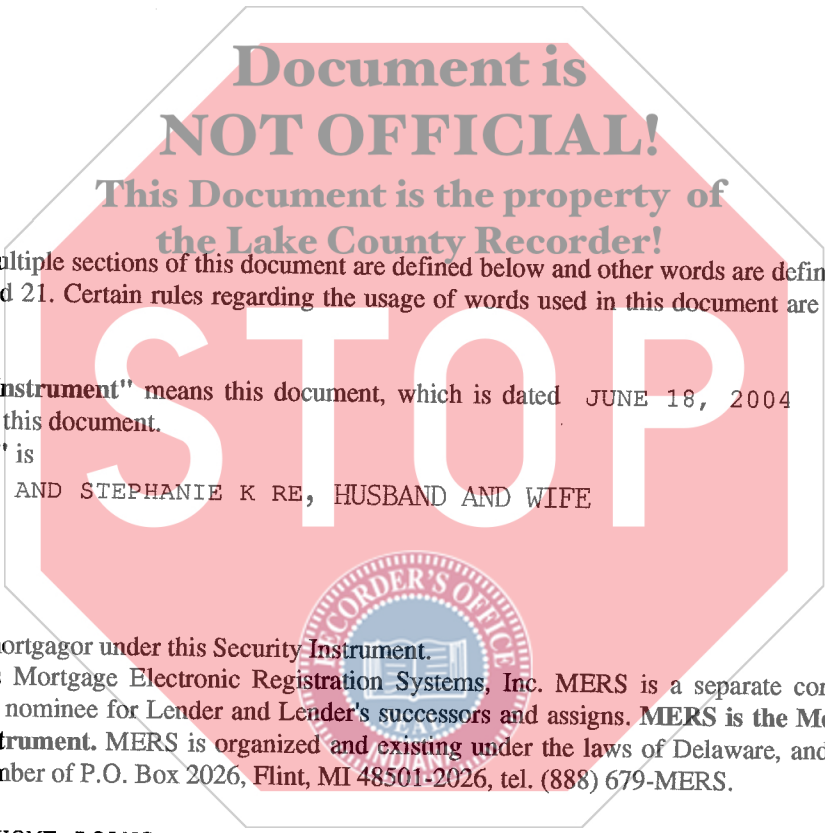 Document is
NOT OFFICIAL!
This Document is the property of
the Lake County Recorder!
ultiple sections of this document are defined below and other words are defin
d 21. Certain rules regarding the usage of words used in this document are
STOP
nstrument" means this document, which is dated JUNE 18, 2004
this document.
" is
AND STEPHANIE K RE, HUSBAND AND WIFE
RECORDER'S OFFICE
INDIANA
ortgagor under this Security Instrument.
s Mortgage Electronic Registration Systems, Inc. MERS is a separate cor
nominee for Lender and Lender's successors and assigns. MERS is the Mo
trument. MERS is organized and existing under the laws of Delaware, and
mber of P.O. Box 2026, Flint, MI 48501-2026, tel. (888) 679-MERS.